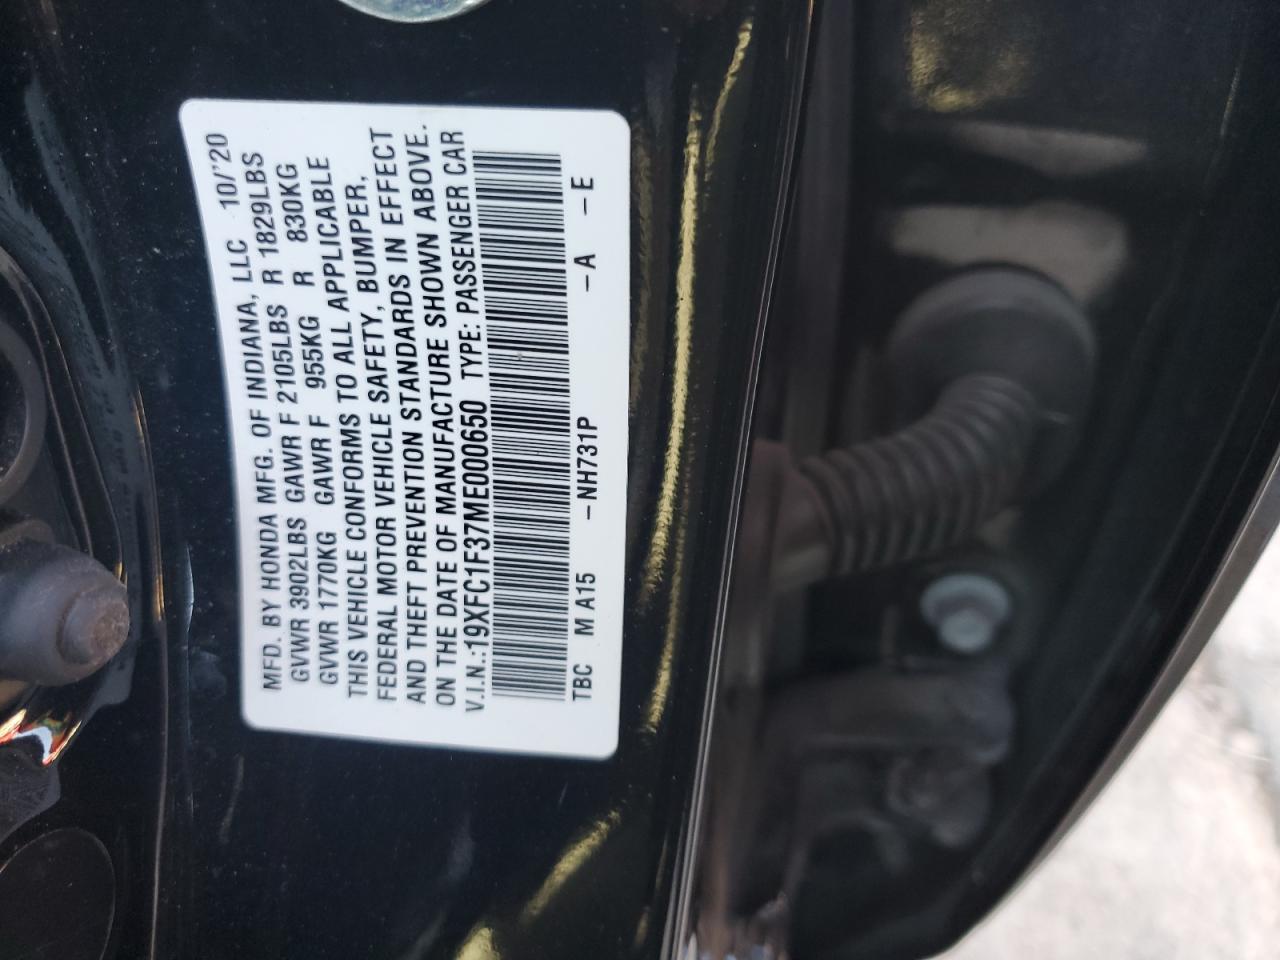 MFD. BY HONDA MFG. OF INDIANA, LLC 10/'20
GVWR 3902LBS GAWR F 2105LBS R 1829LBS
GVWR 1770KG GAWR F 955KG R 830KG
THIS VEHICLE CONFORMS TO ALL APPLICABLE
FEDERAL MOTOR VEHICLE SAFETY, BUMPER,
AND THEFT PREVENTION STANDARDS IN EFFECT
ON THE DATE OF MANUFACTURE SHOWN ABOVE.
V.I.N.:19XFC1F37ME000650 TYPE: PASSENGER CAR
TBC M A15 –NH731P –A –E